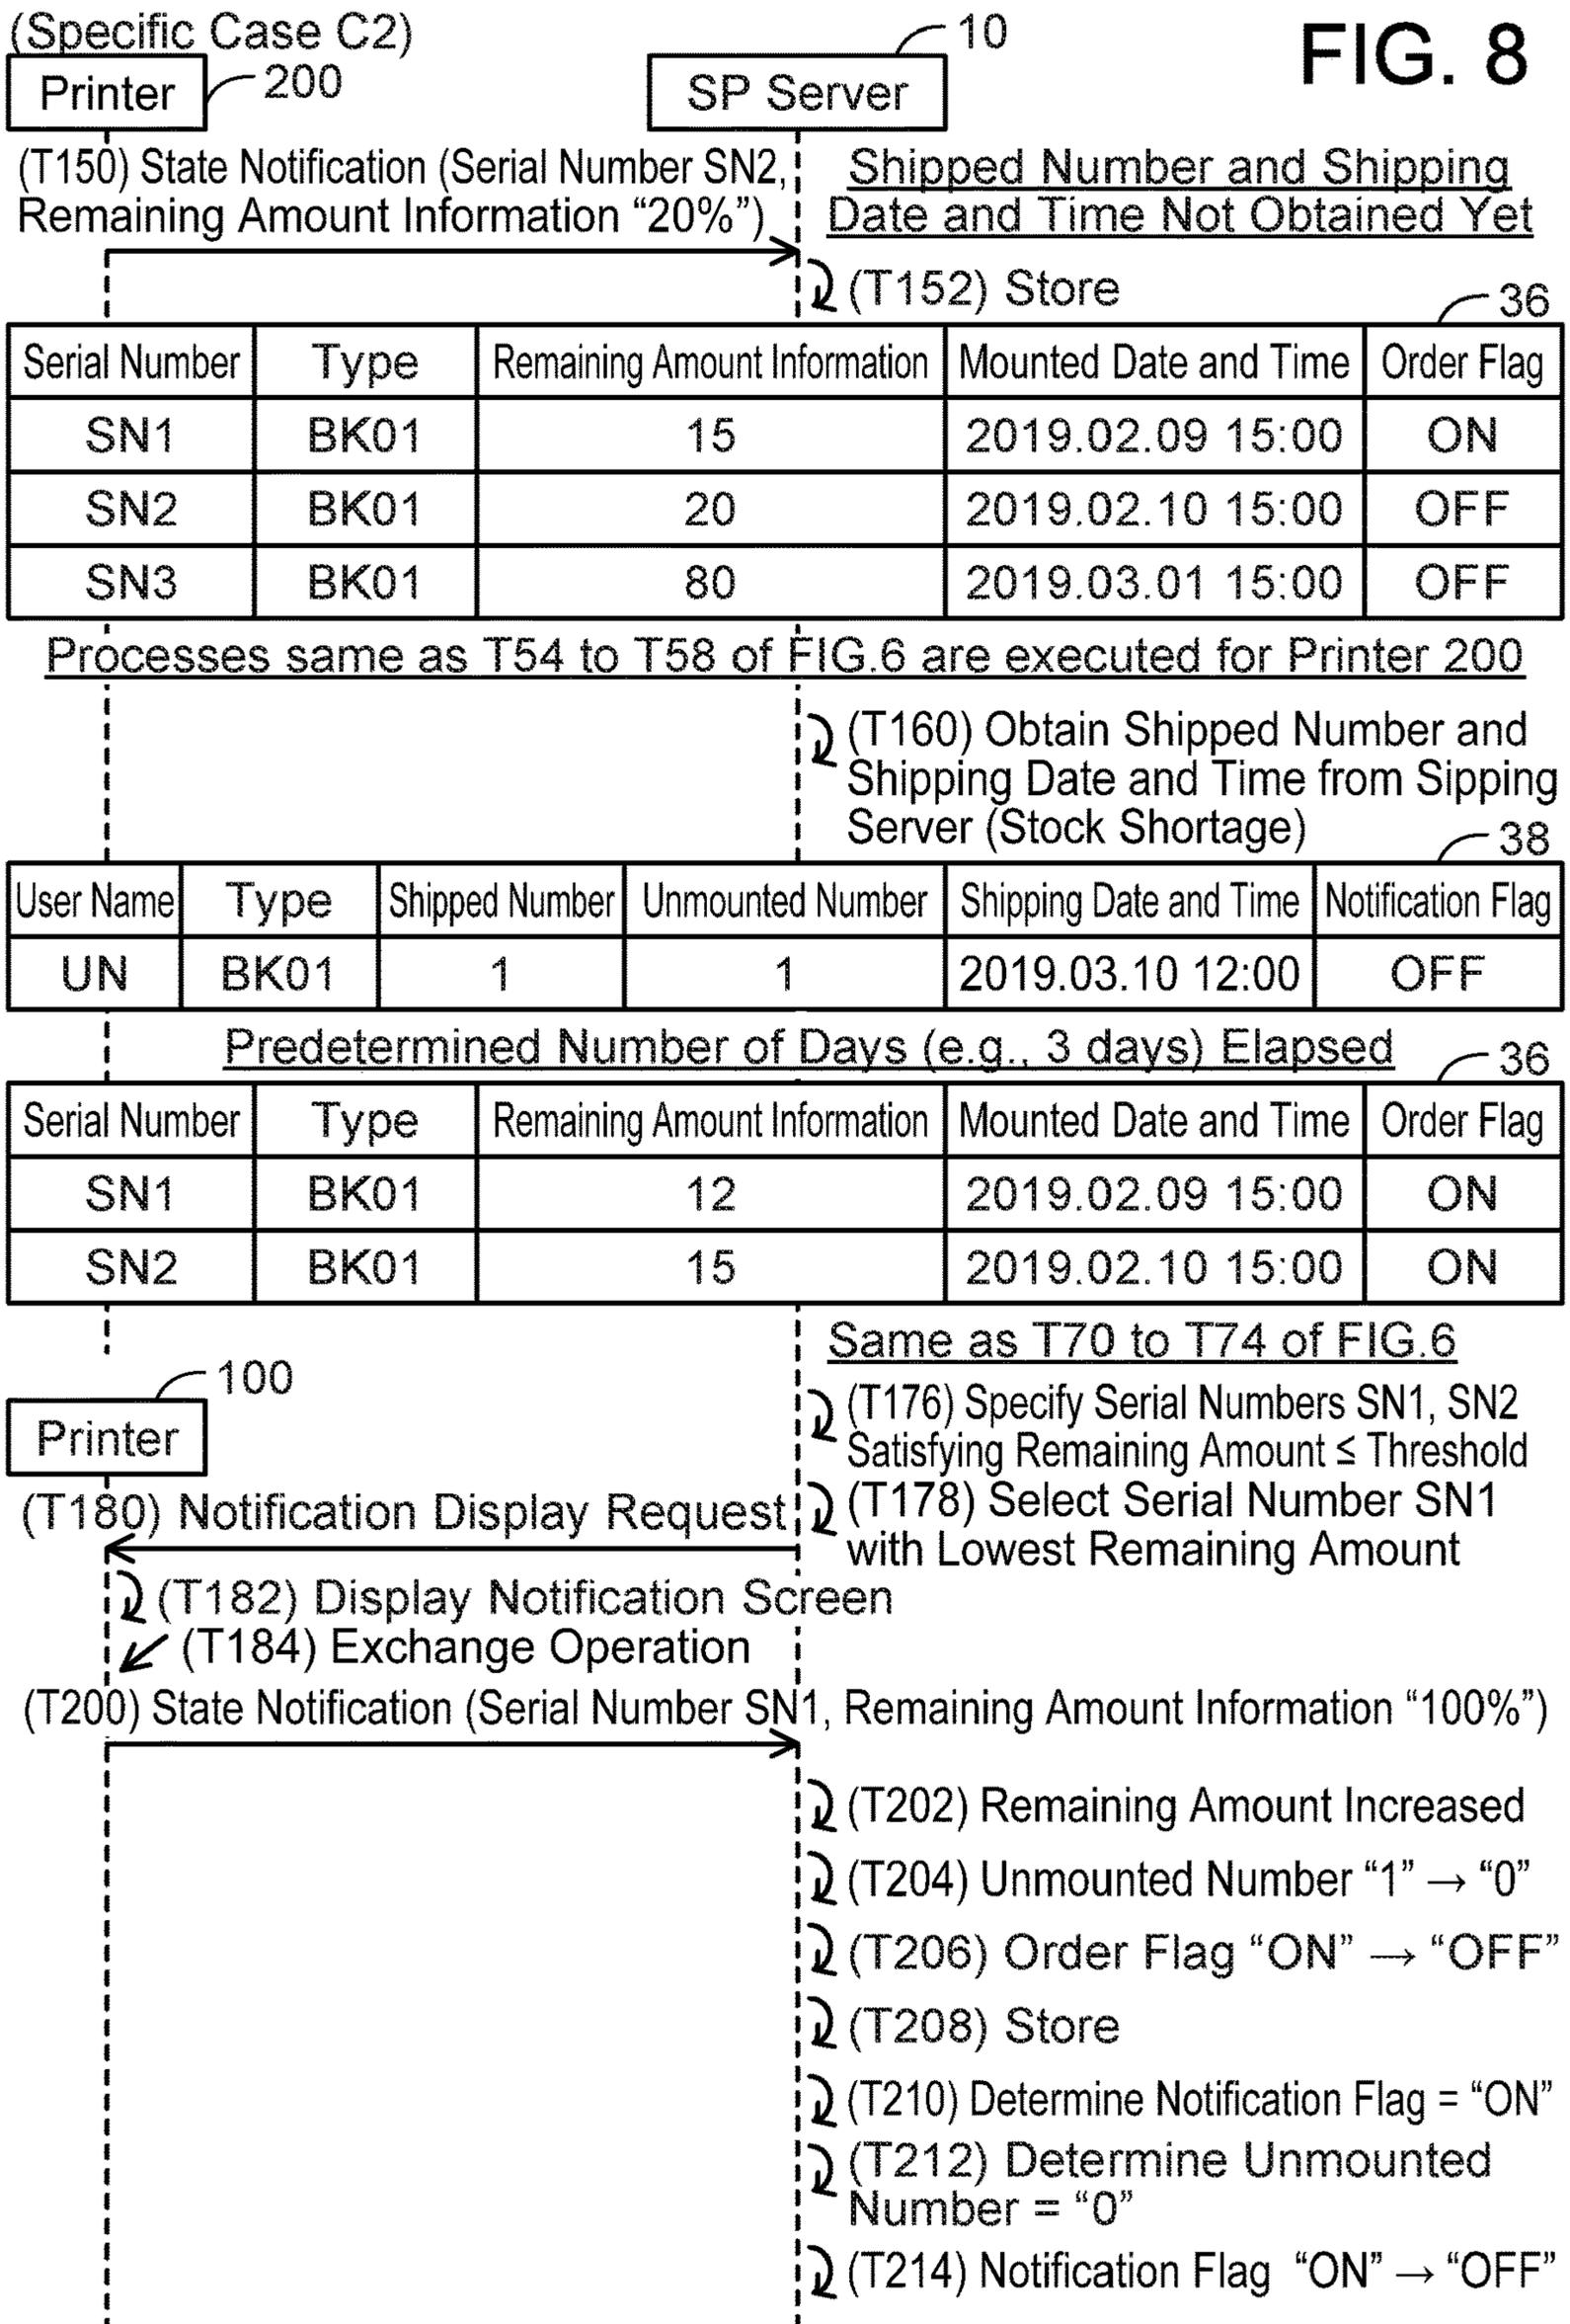 (Specific Case C2)
FIG. 8
Printer
200
SP Server
10
(T150) State Notification (Serial Number SN2,
Remaining Amount Information “20%”)
Shipped Number and Shipping
Date and Time Not Obtained Yet
(T152) Store
36
Serial Number Type Remaining Amount Information Mounted Date and Time Order Flag
SN1 BK01 15 2019.02.09 15:00 ON
SN2 BK01 20 2019.02.10 15:00 OFF
SN3 BK01 80 2019.03.01 15:00 OFF
Processes same as T54 to T58 of FIG.6 are executed for Printer 200
(T160) Obtain Shipped Number and
Shipping Date and Time from Sipping
Server (Stock Shortage)
38
User Name Type Shipped Number Unmounted Number Shipping Date and Time Notification Flag
UN BK01 1 1 2019.03.10 12:00 OFF
Predetermined Number of Days (e.g., 3 days) Elapsed
36
Serial Number Type Remaining Amount Information Mounted Date and Time Order Flag
SN1 BK01 12 2019.02.09 15:00 ON
SN2 BK01 15 2019.02.10 15:00 ON
Same as T70 to T74 of FIG.6
100
Printer
(T176) Specify Serial Numbers SN1, SN2
Satisfying Remaining Amount ≤ Threshold
(T178) Select Serial Number SN1
with Lowest Remaining Amount
(T180) Notification Display Request
(T182) Display Notification Screen
(T184) Exchange Operation
(T200) State Notification (Serial Number SN1, Remaining Amount Information “100%”)
(T202) Remaining Amount Increased
(T204) Unmounted Number “1” → “0”
(T206) Order Flag “ON” → “OFF”
(T208) Store
(T210) Determine Notification Flag = “ON”
(T212) Determine Unmounted
Number = “0”
(T214) Notification Flag “ON” → “OFF”